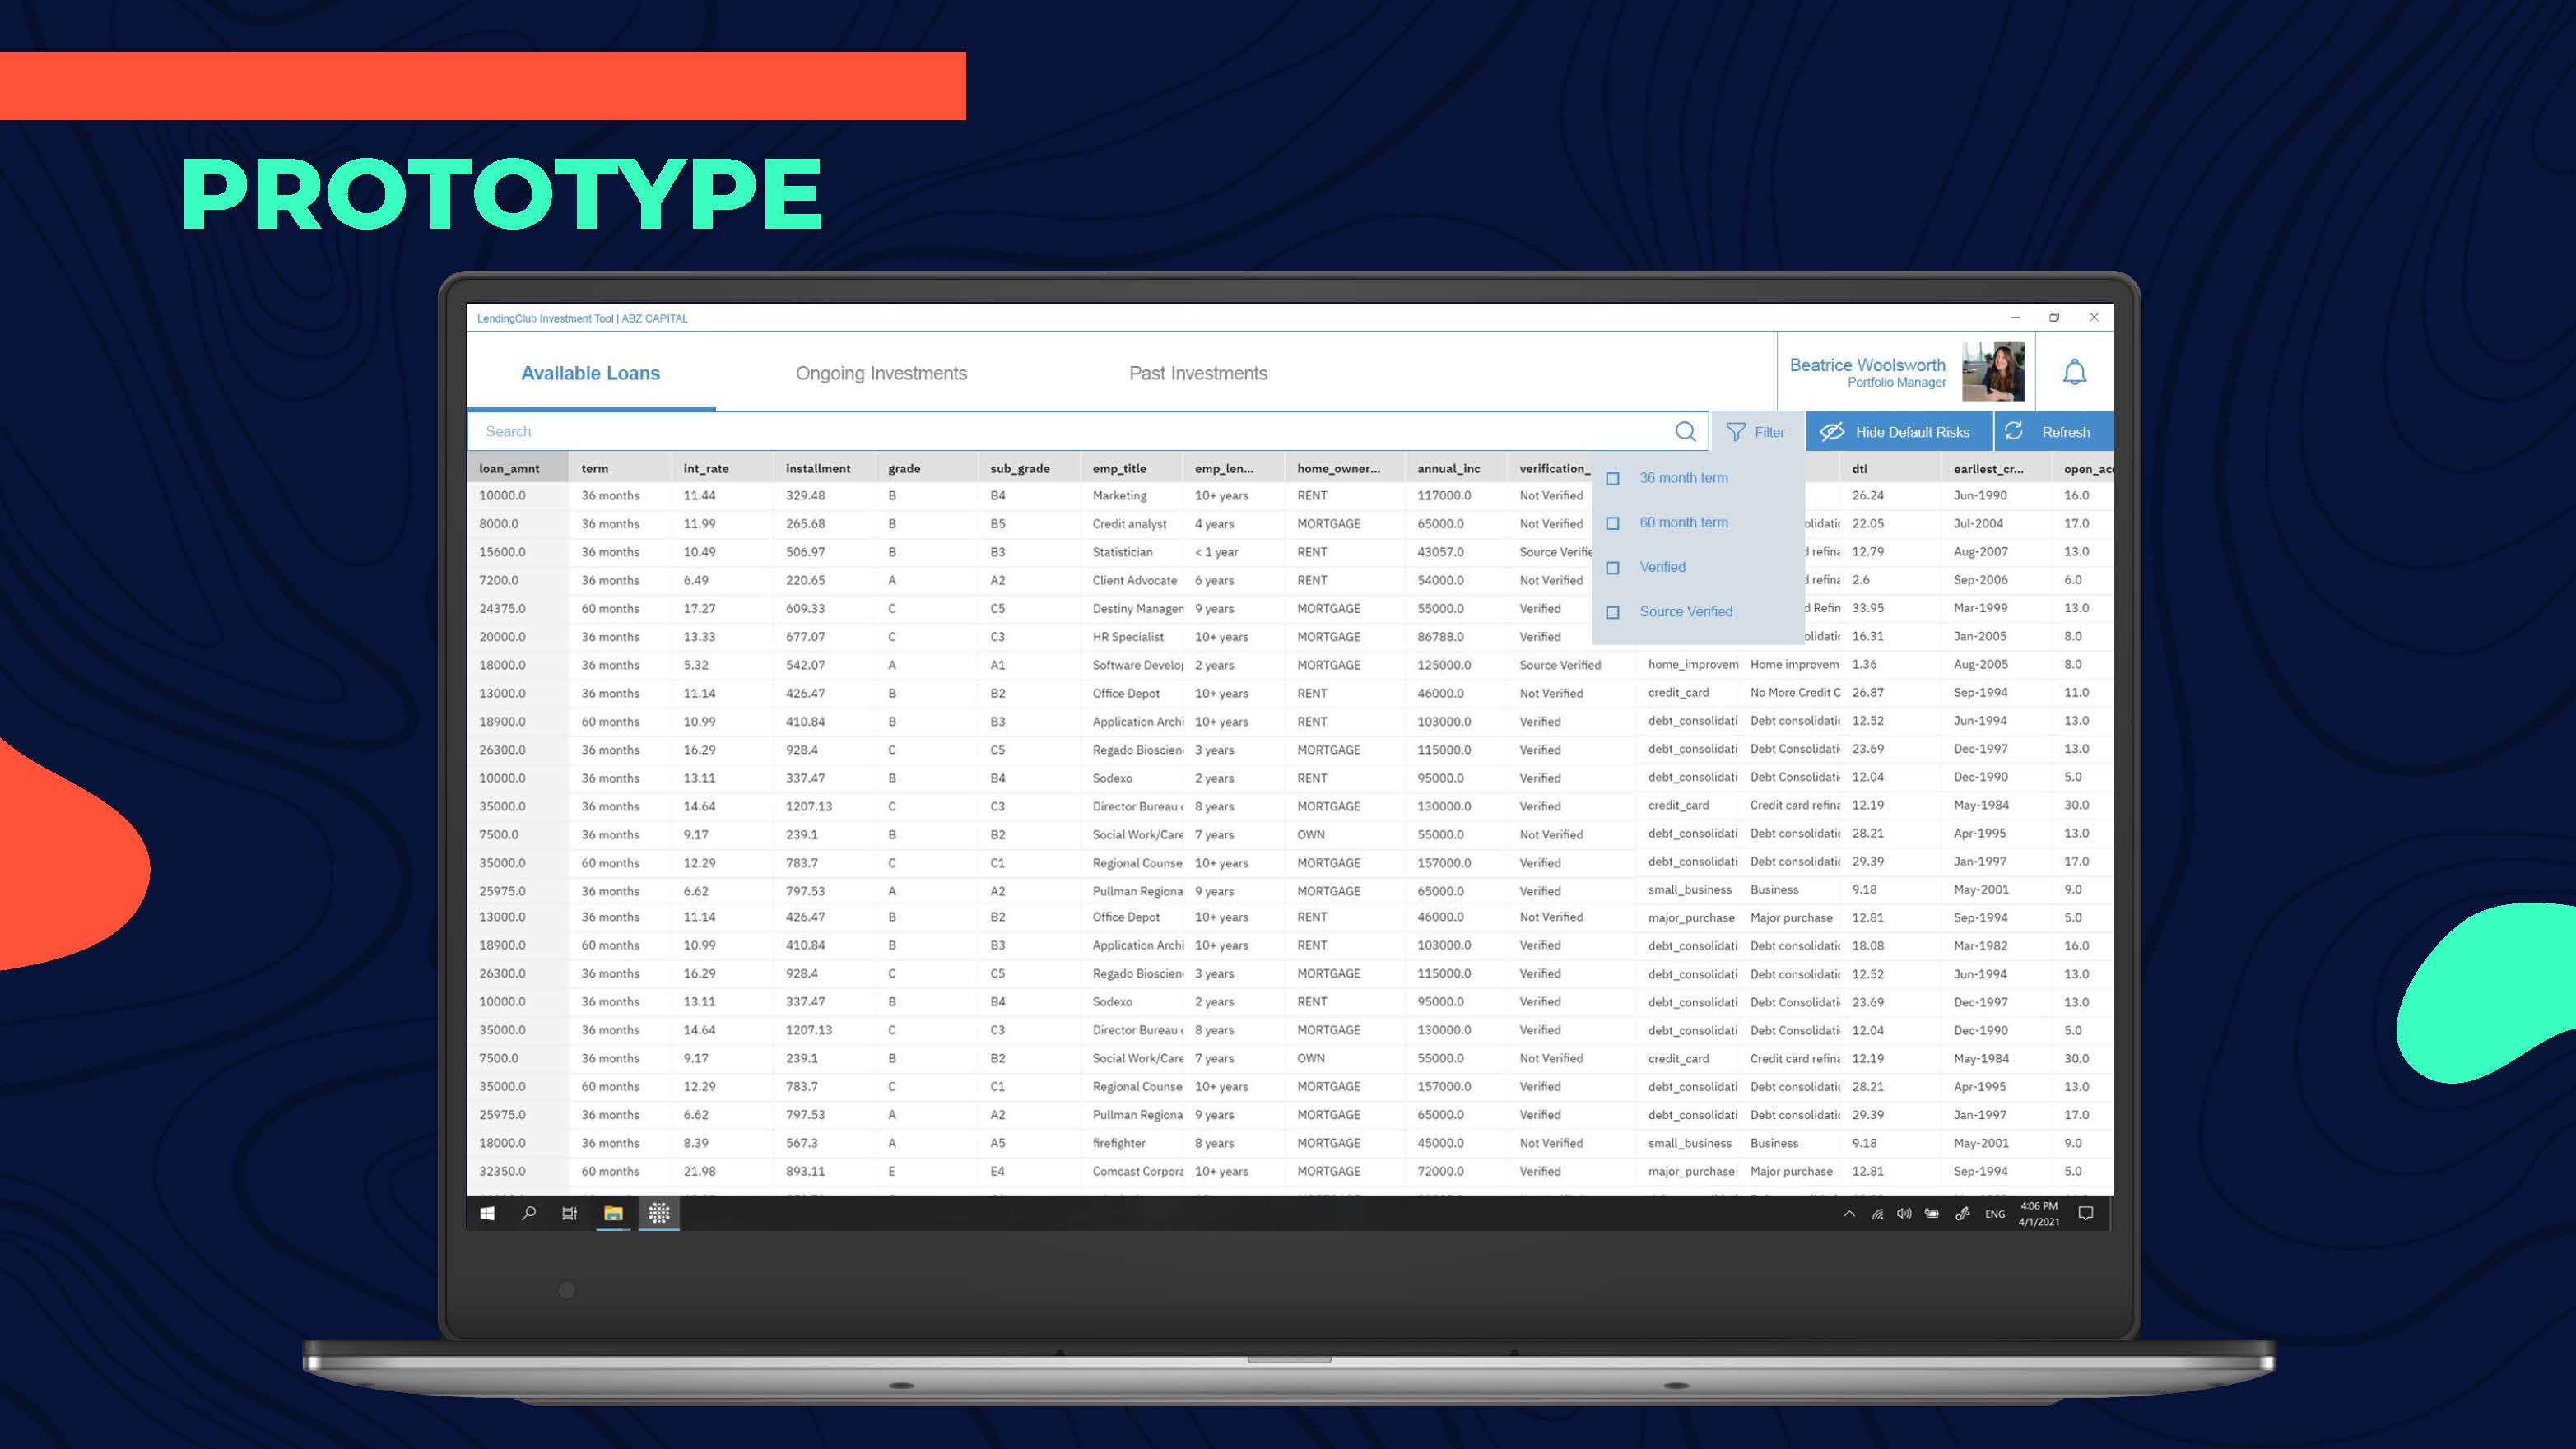 PROTOTYPE
LendingClub Investment Tool | ABZ CAPITAL
Available Loans Ongoing Investments Past Investments Beatrice Woolsworth
Portfolio Manager
Search Filter Hide Default Risks Refresh
36 month term
60 month term
Verified
Source Verified
loan_amnt term int_rate installment grade sub_grade emp_title emp_len... home_owner... annual_inc verification_ dti earliest_cr... open_acc
10000.0 36 months 11.44 329.48 B B4 Marketing 10+ years RENT 117000.0 Not Verified 26.24 Jun-1990 16.0
8000.0 36 months 11.99 265.68 B B5 Credit analyst 4 years MORTGAGE 65000.0 Not Verified olidatic 22.05 Jul-2004 17.0
15600.0 36 months 10.49 506.97 B B3 Statistician < 1 year RENT 43057.0 Source Verifie d refina 12.79 Aug-2007 13.0
7200.0 36 months 6.49 220.65 A A2 Client Advocate 6 years RENT 54000.0 Not Verified d refina 2.6 Sep-2006 6.0
24375.0 60 months 17.27 609.33 C C5 Destiny Managen 9 years MORTGAGE 55000.0 Verified d Refin 33.95 Mar-1999 13.0
20000.0 36 months 13.33 677.07 C C3 HR Specialist 10+ years MORTGAGE 86788.0 Verified olidatic 16.31 Jan-2005 8.0
18000.0 36 months 5.32 542.07 A A1 Software Develop 2 years MORTGAGE 125000.0 Source Verified home_improvem Home improvem 1.36 Aug-2005 8.0
13000.0 36 months 11.14 426.47 B B2 Office Depot 10+ years RENT 46000.0 Not Verified credit_card No More Credit C 26.87 Sep-1994 11.0
18900.0 60 months 10.99 410.84 B B3 Application Archi 10+ years RENT 103000.0 Verified debt_consolidati Debt consolidatic 12.52 Jun-1994 13.0
26300.0 36 months 16.29 928.4 C C5 Regado Bioscien 3 years MORTGAGE 115000.0 Verified debt_consolidati Debt Consolidati 23.69 Dec-1997 13.0
10000.0 36 months 13.11 337.47 B B4 Sodexo 2 years RENT 95000.0 Verified debt_consolidati Debt Consolidati 12.04 Dec-1990 5.0
35000.0 36 months 14.64 1207.13 C C3 Director Bureau 8 years MORTGAGE 130000.0 Verified credit_card Credit card refina 12.19 May-1984 30.0
7500.0 36 months 9.17 239.1 B B2 Social Work/Care 7 years OWN 55000.0 Not Verified debt_consolidati Debt consolidatic 28.21 Apr-1995 13.0
35000.0 60 months 12.29 783.7 C C1 Regional Counse 10+ years MORTGAGE 157000.0 Verified debt_consolidati Debt consolidatic 29.39 Jan-1997 17.0
25975.0 36 months 6.62 797.53 A A2 Pullman Regiona 9 years MORTGAGE 65000.0 Verified small_business Business 9.18 May-2001 9.0
13000.0 36 months 11.14 426.47 B B2 Office Depot 10+ years RENT 46000.0 Not Verified major_purchase Major purchase 12.81 Sep-1994 5.0
18900.0 60 months 10.99 410.84 B B3 Application Archi 10+ years RENT 103000.0 Verified debt_consolidati Debt consolidatic 18.08 Mar-1982 16.0
26300.0 36 months 16.29 928.4 C C5 Regado Bioscien 3 years MORTGAGE 115000.0 Verified debt_consolidati Debt consolidatic 12.52 Jun-1994 13.0
10000.0 36 months 13.11 337.47 B B4 Sodexo 2 years RENT 95000.0 Verified debt_consolidati Debt Consolidati 23.69 Dec-1997 13.0
35000.0 36 months 14.64 1207.13 C C3 Director Bureau 8 years MORTGAGE 130000.0 Verified debt_consolidati Debt Consolidati 12.04 Dec-1990 5.0
7500.0 36 months 9.17 239.1 B B2 Social Work/Care 7 years OWN 55000.0 Not Verified credit_card Credit card refina 12.19 May-1984 30.0
35000.0 60 months 12.29 783.7 C C1 Regional Counse 10+ years MORTGAGE 157000.0 Verified debt_consolidati Debt consolidatic 28.21 Apr-1995 13.0
25975.0 36 months 6.62 797.53 A A2 Pullman Regiona 9 years MORTGAGE 65000.0 Verified debt_consolidati Debt consolidatic 29.39 Jan-1997 17.0
18000.0 36 months 8.39 567.3 A A5 firefighter 8 years MORTGAGE 45000.0 Not Verified small_business Business 9.18 May-2001 9.0
32350.0 60 months 21.98 893.11 E E4 Comcast Corpora 10+ years MORTGAGE 72000.0 Verified major_purchase Major purchase 12.81 Sep-1994 5.0
ENG 4:06 PM
4/1/2021